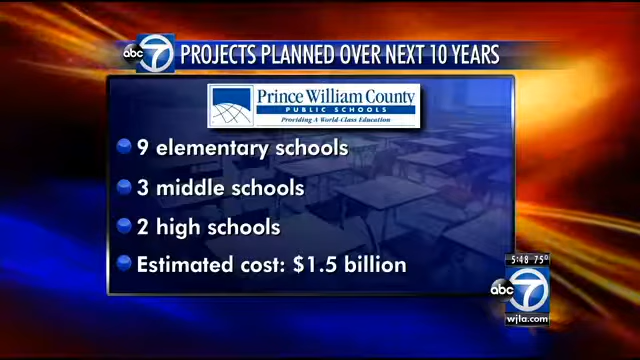 abc 7 PROJECTS PLANNED OVER NEXT 10 YEARS
Prince William County
PUBLIC SCHOOLS
Providing A World-Class Education
9 elementary schools
3 middle schools
2 high schools
Estimated cost: $1.5 billion
5:48 75°
abc 7
wjla.com